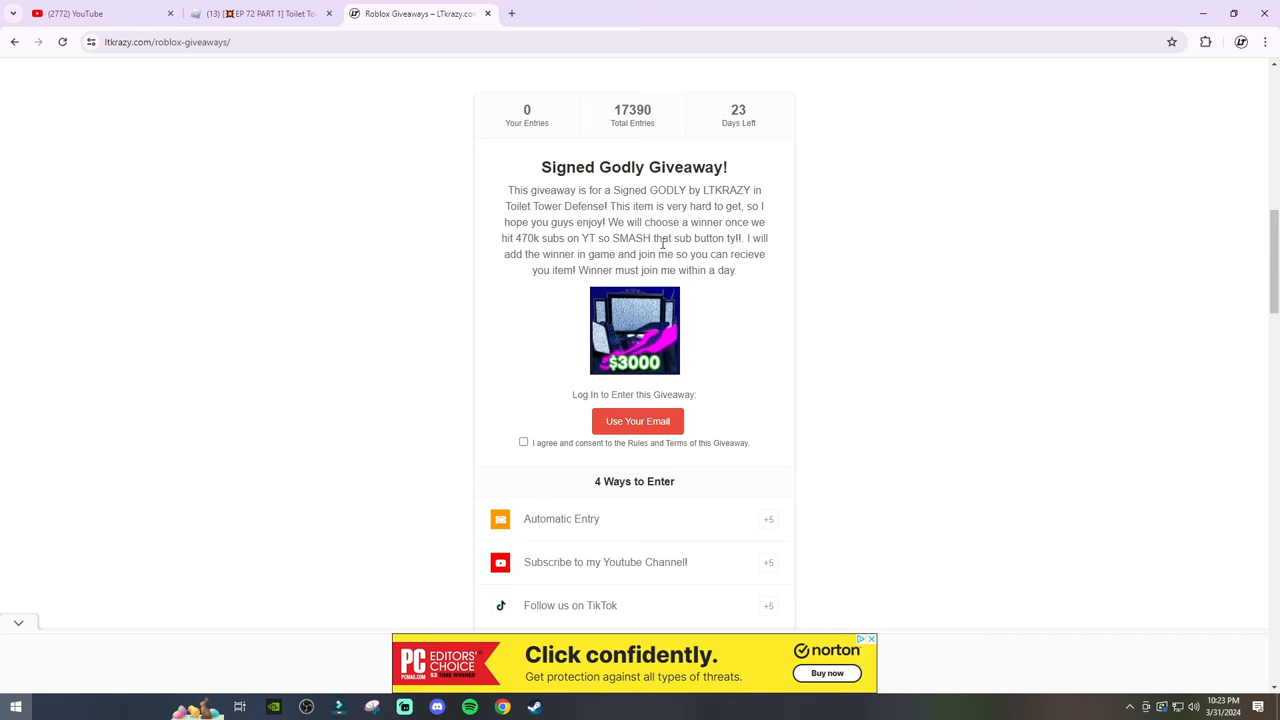 (2772) YouTube
(13) [💥EP 72 PART 1] Toilet To
Roblox Giveaways – LTkrazy.co
ltkrazy.com/roblox-giveaways/
0
Your Entries
17390
Total Entries
23
Days Left
Signed Godly Giveaway!
This giveaway is for a Signed GODLY by LTKRAZY in
Toilet Tower Defense! This item is very hard to get, so I
hope you guys enjoy! We will choose a winner once we
hit 470k subs on YT so SMASH that sub button ty!!. I will
add the winner in game and join me so you can recieve
you item! Winner must join me within a day.
$3000
Log In to Enter this Giveaway:
Use Your Email
I agree and consent to the Rules and Terms of this Giveaway.
4 Ways to Enter
Automatic Entry
+5
Subscribe to my Youtube Channel!
+5
Follow us on TikTok
+5
PC EDITORS' CHOICE
PCMAG.COM
53 TIME WINNER
Click confidently.
Get protection against all types of threats.
norton
Buy now
10:23 PM
3/31/2024